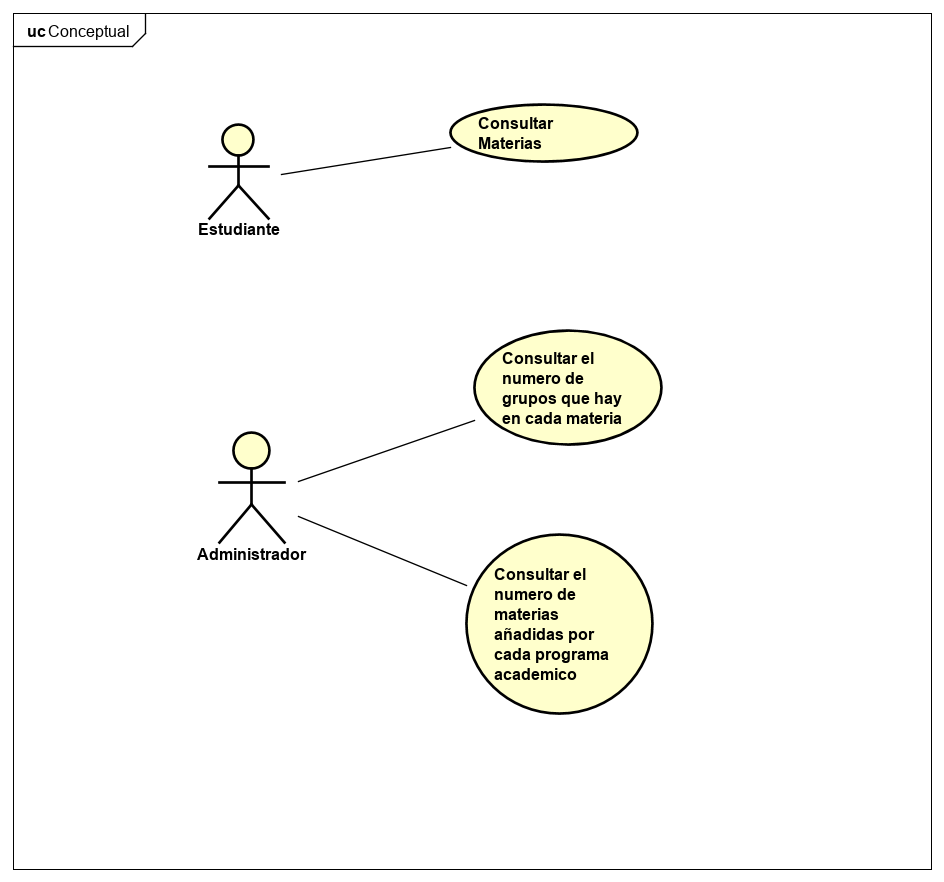 uc Conceptual
Consultar
Materias
Estudiante
Consultar el
numero de
grupos que hay
en cada materia
Administrador
Consultar el
numero de
materias
añadidas por
cada programa
academico